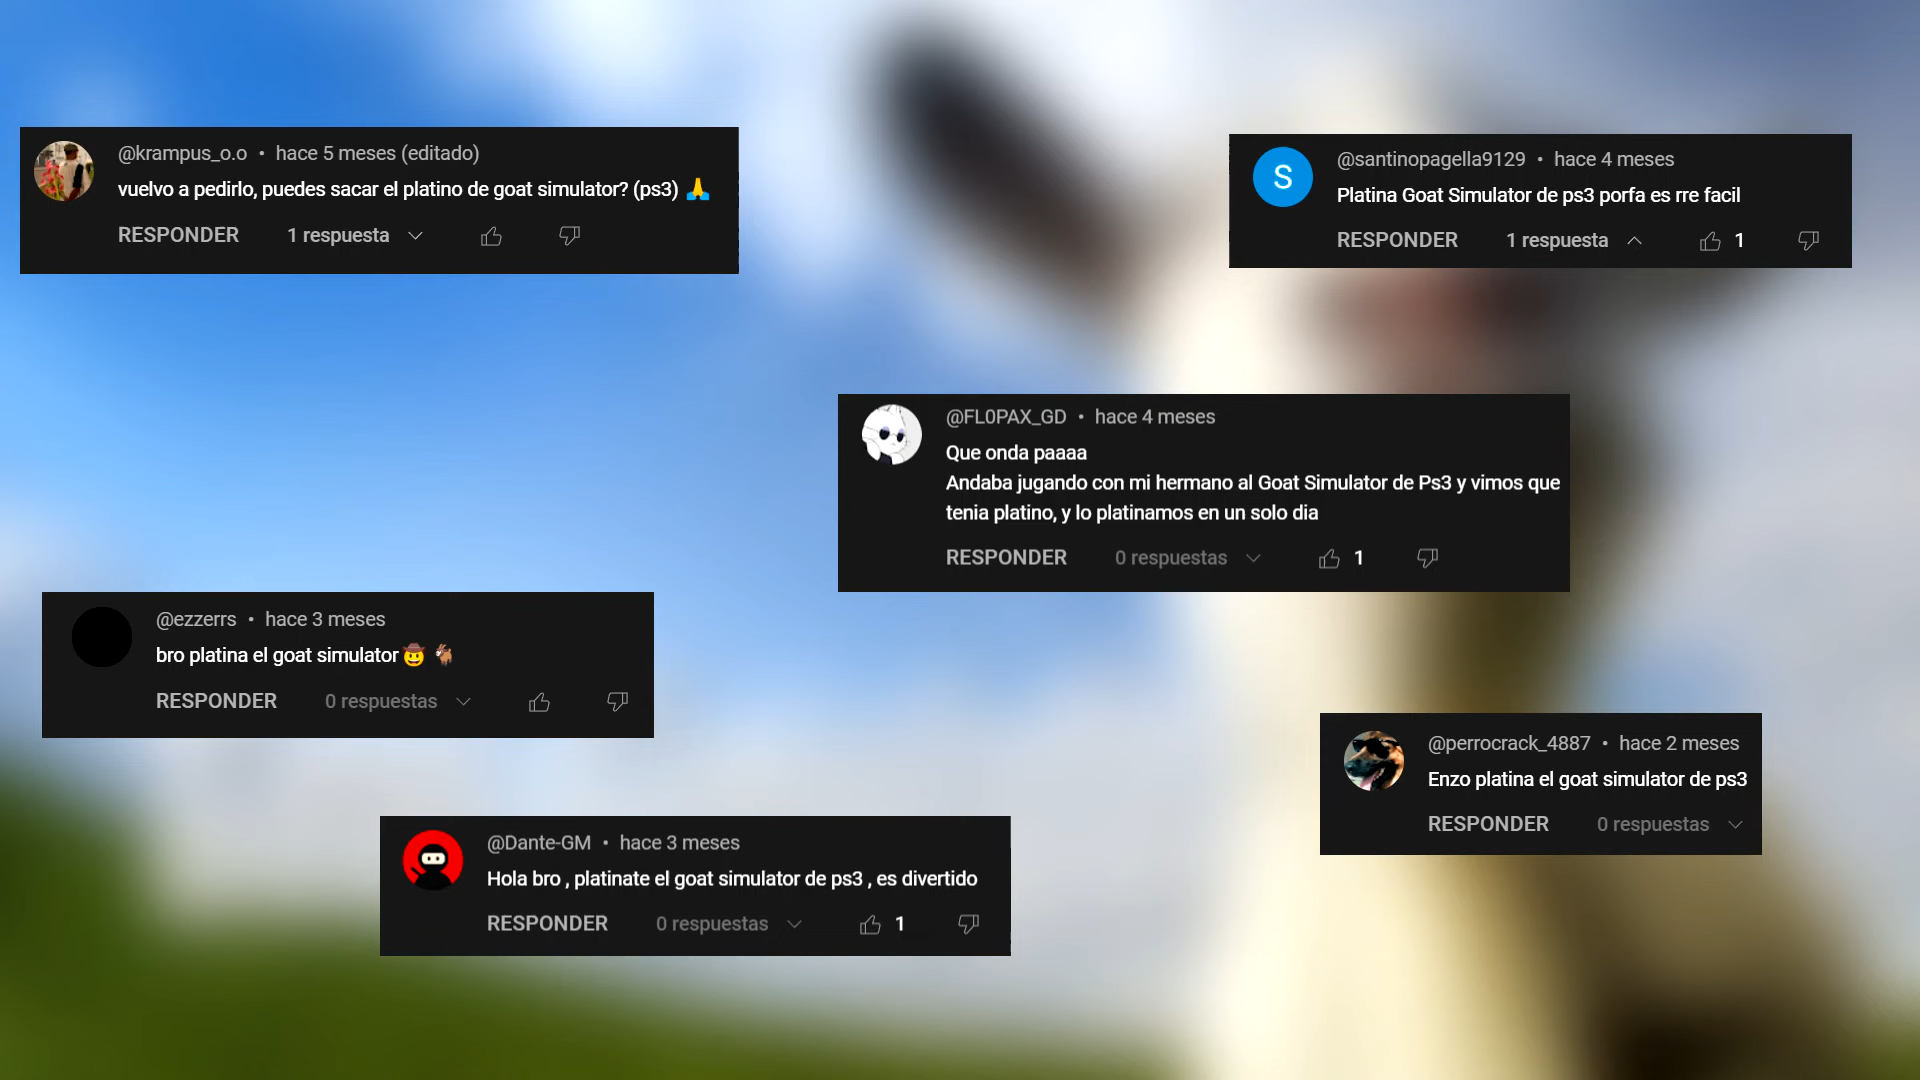 @krampus_o.o • hace 5 meses (editado)
vuelvo a pedirlo, puedes sacar el platino de goat simulator? (ps3) 🙏
RESPONDER 1 respuesta
@santinopagella9129 • hace 4 meses
Platina Goat Simulator de ps3 porfa es rre facil
RESPONDER 1 respuesta 1
S
@FL0PAX_GD • hace 4 meses
Que onda paaaa
Andaba jugando con mi hermano al Goat Simulator de Ps3 y vimos que
tenia platino, y lo platinamos en un solo dia
RESPONDER 0 respuestas 1
@ezzerrs • hace 3 meses
bro platina el goat simulator🤠 🐐
RESPONDER 0 respuestas
@perrocrack_4887 • hace 2 meses
Enzo platina el goat simulator de ps3
RESPONDER 0 respuestas
@Dante-GM • hace 3 meses
Hola bro , platinate el goat simulator de ps3 , es divertido
RESPONDER 0 respuestas 1